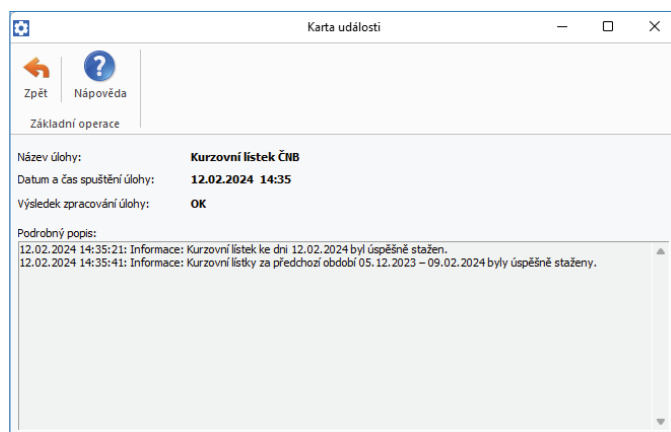 Karta události
Zpět
Nápověda
Základní operace
Název úlohy: Kurzovní lístek ČNB
Datum a čas spuštění úlohy: 12.02.2024 14:35
Výsledek zpracování úlohy: OK
Podrobný popis:
12.02.2024 14:35:21: Informace: Kurzovní lístek ke dni 12.02.2024 byl úspěšně stažen.
12.02.2024 14:35:41: Informace: Kurzovní lístky za předchozí období 05.12.2023 – 09.02.2024 byly úspěšně staženy.